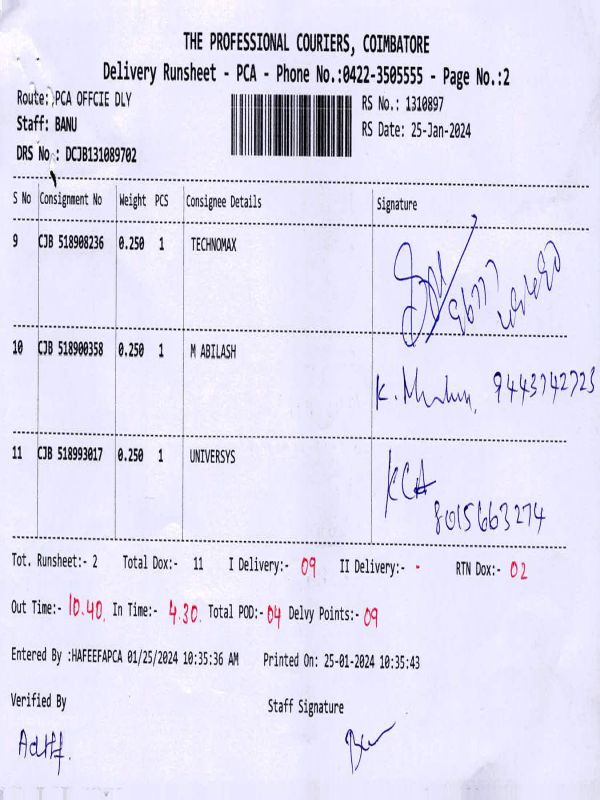 THE PROFESSIONAL COURIERS, COIMBATORE
Delivery Runsheet - PCA - Phone No.:0422-3505555 - Page No.:2
Route: PCA OFFCIE DLY
RS No.: 1310897
Staff: BANU
RS Date: 25-Jan-2024
DRS No : DCJB131089702
S No Consignment No Weight PCS Consignee Details Signature
9 CJB 518908236 0.250 1 TECHNOMAX
10 CJB 518900358 0.250 1 M ABILASH
K. 9443742723
11 CJB 518993017 0.250 1 UNIVERSYS
KCA
8015663274
Tot. Runsheet:- 2 Total Dox:- 11 I Delivery:- 09 II Delivery:- - RTN Dox:- 02
Out Time:- 10.40. In Time:- 4.30. Total POD:- 04 Delvy Points:- 09
Entered By :HAFEEFAPCA 01/25/2024 10:35:36 AM Printed On: 25-01-2024 10:35:43
Verified By Staff Signature